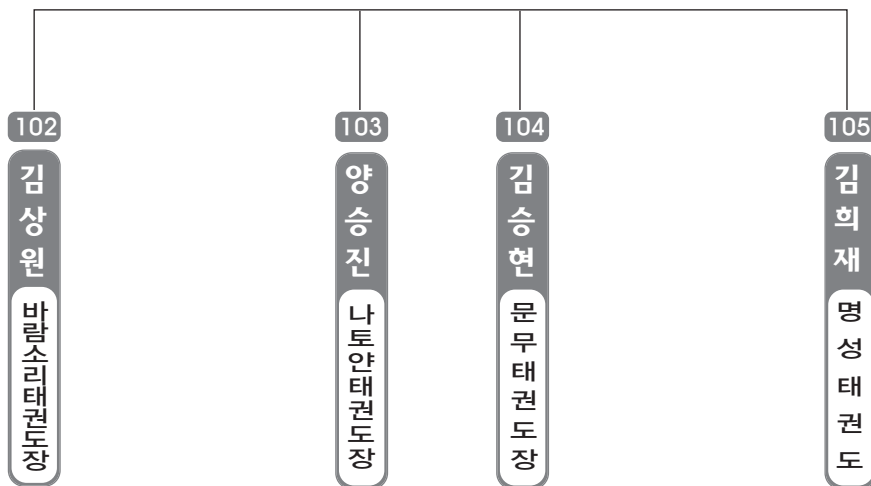 102
김상원
바람소리태권도장
103
양승진
나토얀태권도장
104
김승현
문무태권도장
105
김희재
명성태권도